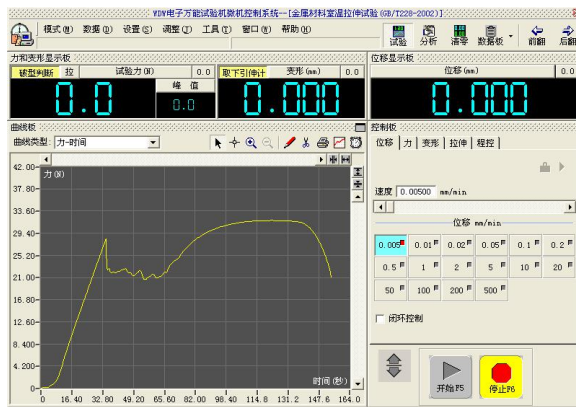 WDW电子万能试验机微机控制系统--[金属材料室温拉伸试验(GB/T228-2002)]
模式(M) 数据(D) 设置(S) 调整(T) 工具(I) 窗口(W) 帮助(H) 试验 分析 清零 数据板 前翻 后翻
力和变形显示板
破型判断 拉 试验力(N) 0.0 取下引伸计 变形(mm) 0.0
0.0 峰 值 0.0 0.000
位移显示板
位移(mm) 0.0
0.000
曲线板
曲线类型: 力-时间
力(N)
42.00
37.80
33.60
29.40
25.20
21.00
16.80
12.60
8.400
4.200
0
时间(秒)
0 16.40 32.80 49.20 65.60 82.00 98.40 114.8 131.2 147.6 164.0
控制板
位移 力 变形 拉伸 程控
速度 0.00500 mm/min
位移 mm/min
0.005 0.01 0.02 0.05 0.1 0.2
0.5 1 2 5 10 20
50 100 200 500
闭环控制
开始F5 停止F6